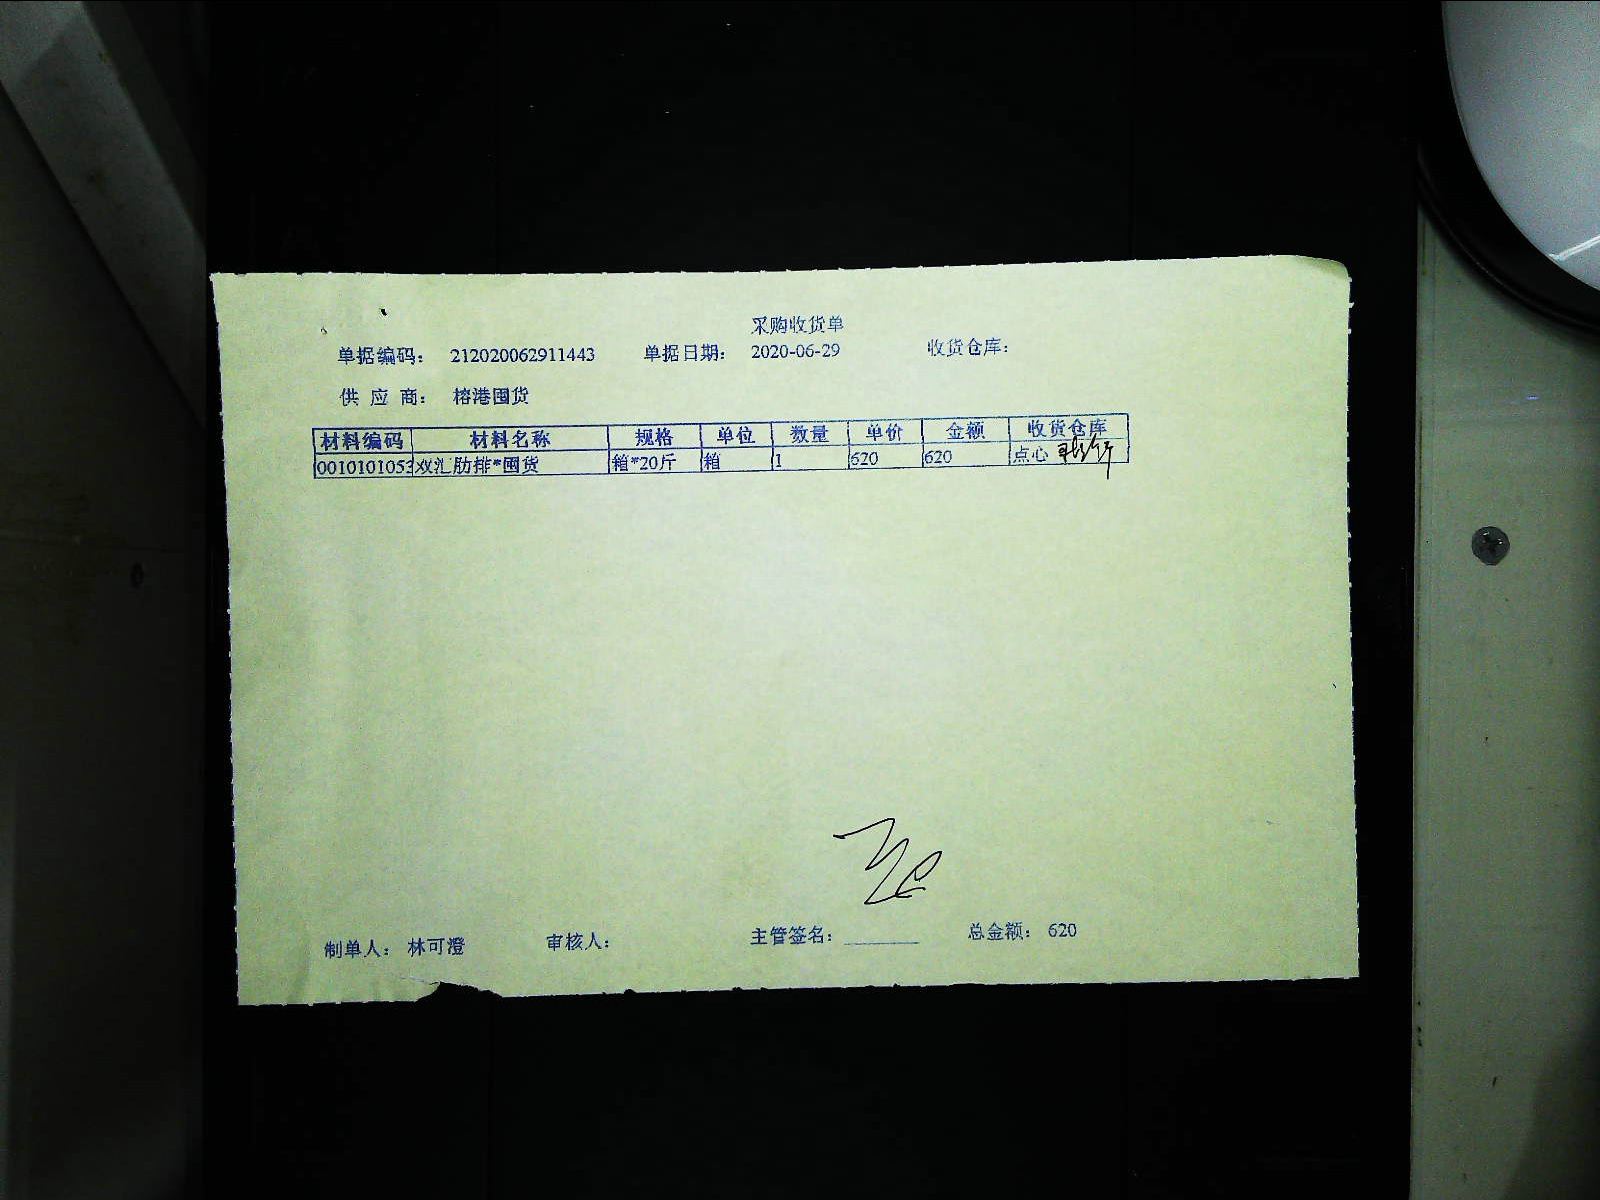 采购收货单
单据编码: 212020062911443 单据日期: 2020-06-29 收货仓库:
供应商: 榕港囤货
材料编码 材料名称 规格 单位 数量 单价 金额 收货仓库
0010101053 双汇肋排*囤货 箱*20斤 箱 1 620 620 点心
制单人: 林可澄 审核人: 主管签名: 总金额: 620